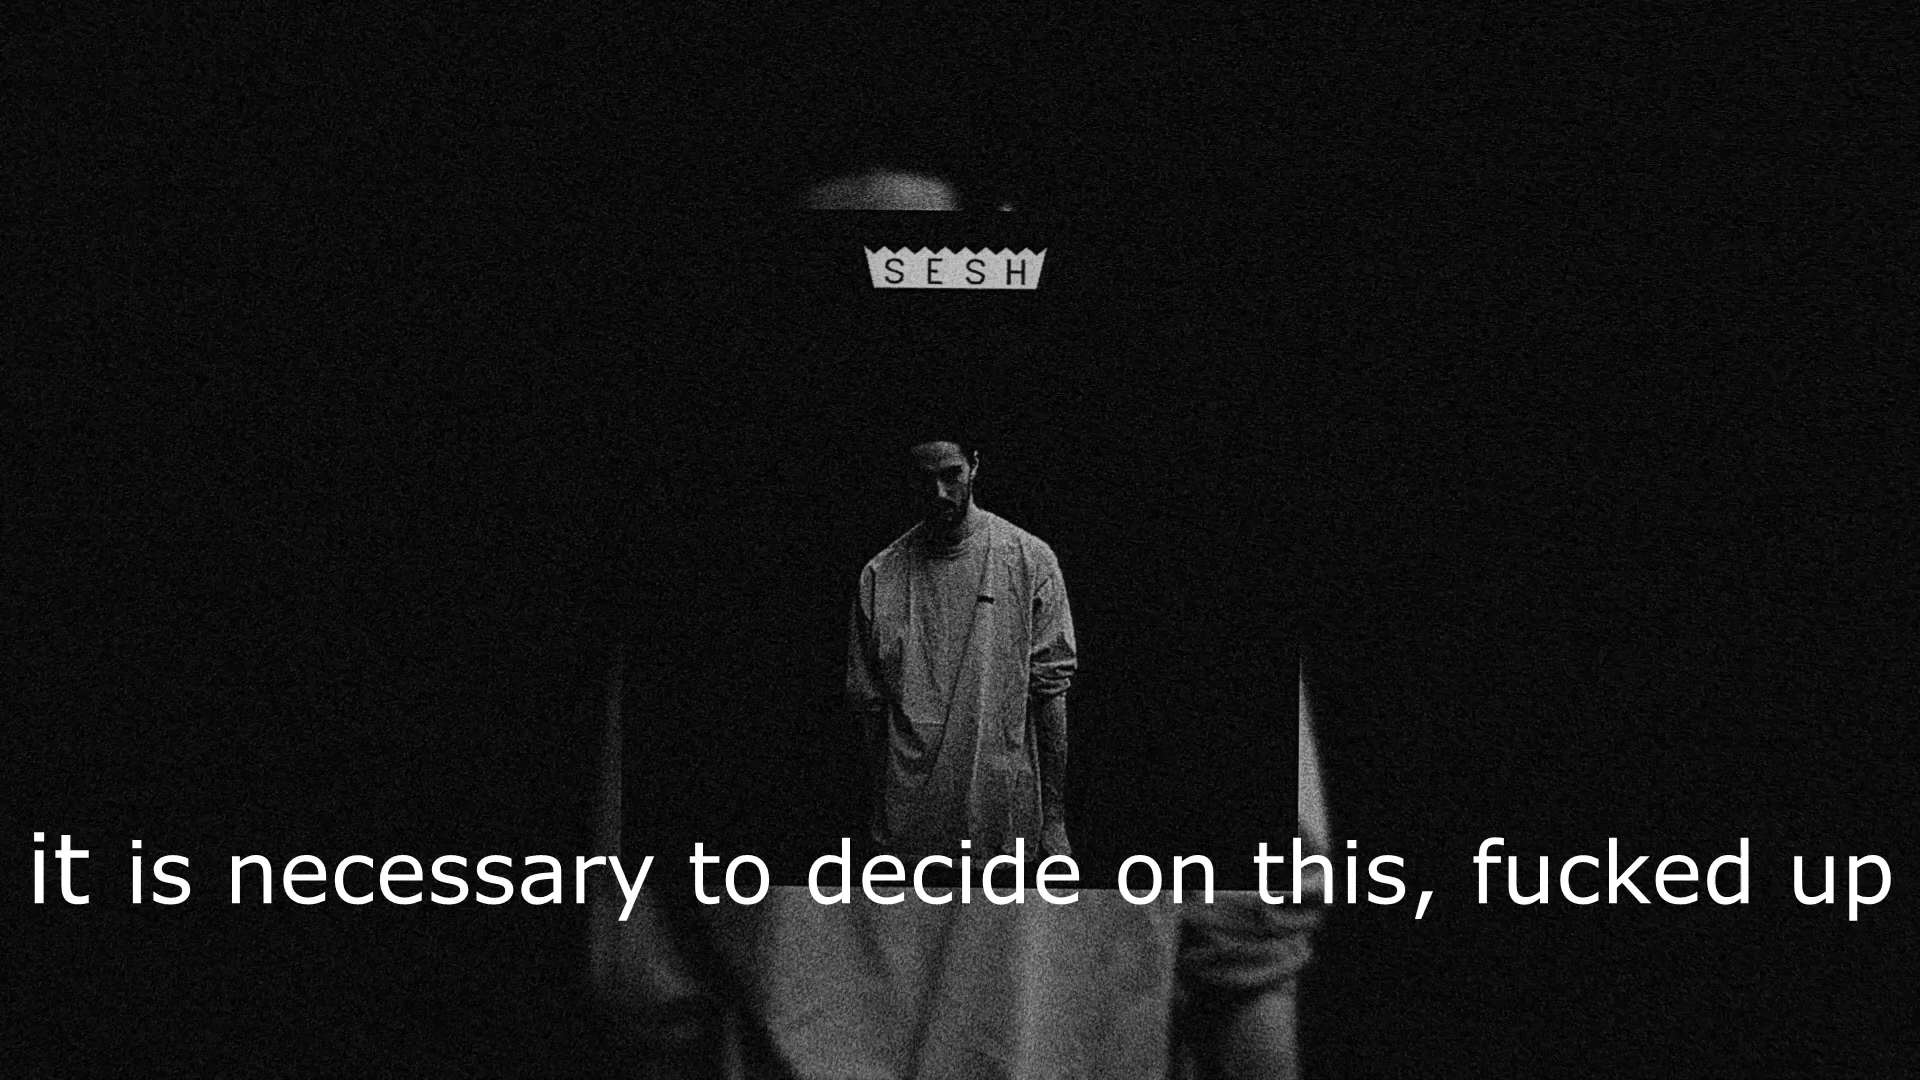 SESH
it is necessary to decide on this, fucked up